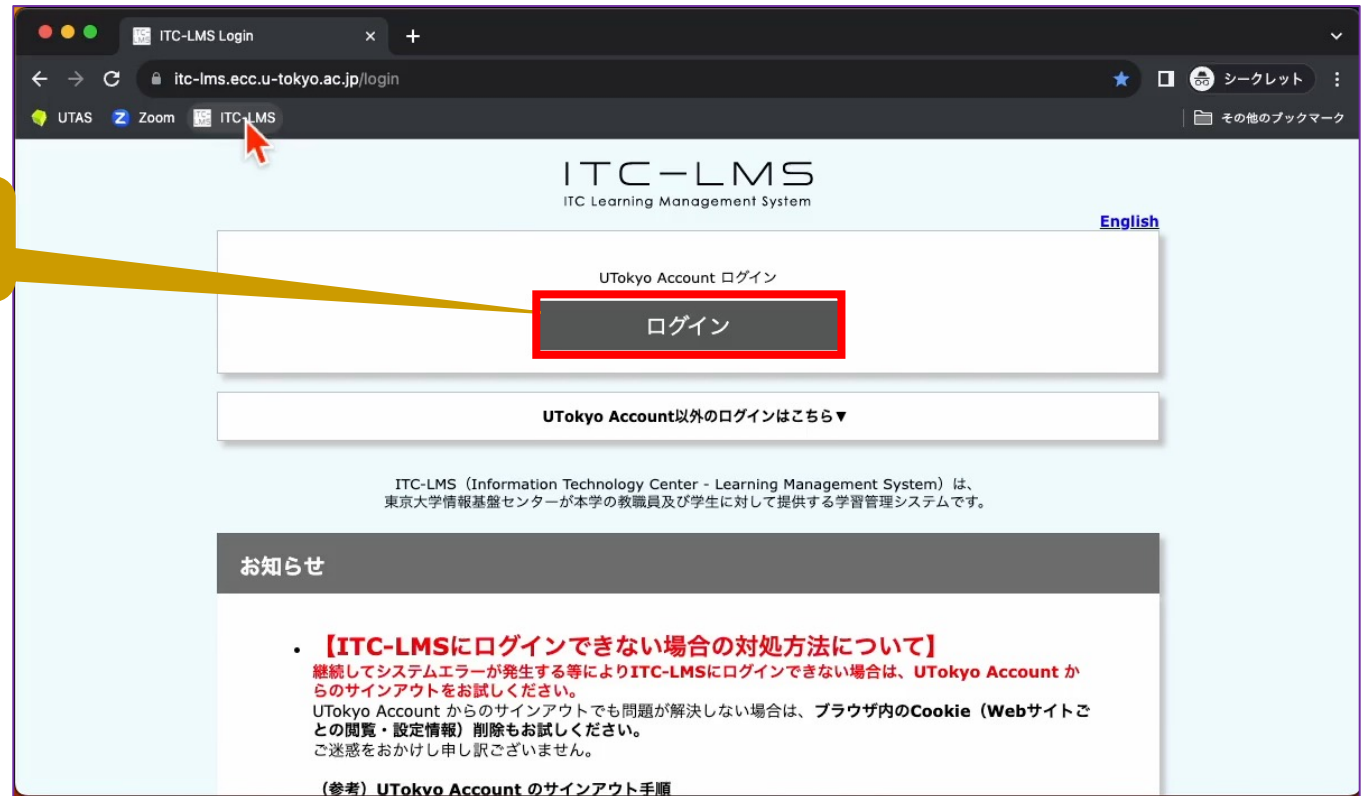 ITC-LMS Login
itc-lms.ecc.u-tokyo.ac.jp/login
シークレット
UTAS Zoom ITC-LMS その他のブックマーク
ITC-LMS
ITC Learning Management System
English
UTokyo Account ログイン
ログイン
UTokyo Account以外のログインはこちら▼
ITC-LMS（Information Technology Center - Learning Management System）は、
東京大学情報基盤センターが本学の教職員及び学生に対して提供する学習管理システムです。
お知らせ
• 【ITC-LMSにログインできない場合の対処方法について】
継続してシステムエラーが発生する等によりITC-LMSにログインできない場合は、UTokyo Account か
らのサインアウトをお試しください。
UTokyo Account からのサインアウトでも問題が解決しない場合は、ブラウザ内のCookie（Webサイトご
との閲覧・設定情報）削除もお試しください。
ご迷惑をおかけし申し訳ございません。
（参考）UTokyo Account のサインアウト手順